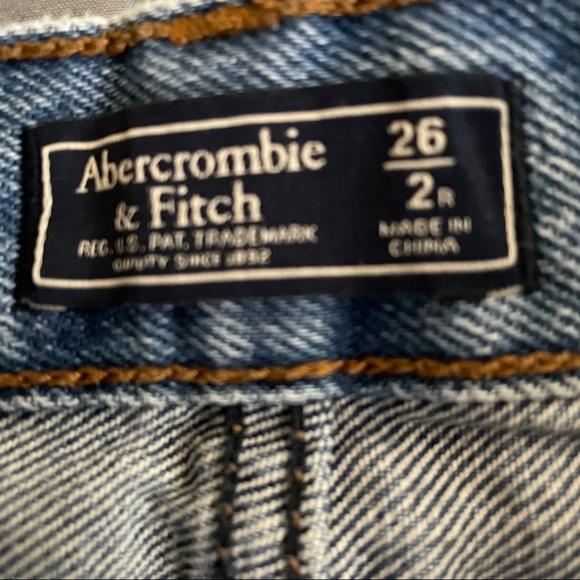 Abercrombie
& Fitch
REG. U.S. PAT. TRADEMARK
QUALITY SINCE 1892
26
2R
MADE IN
CHINA